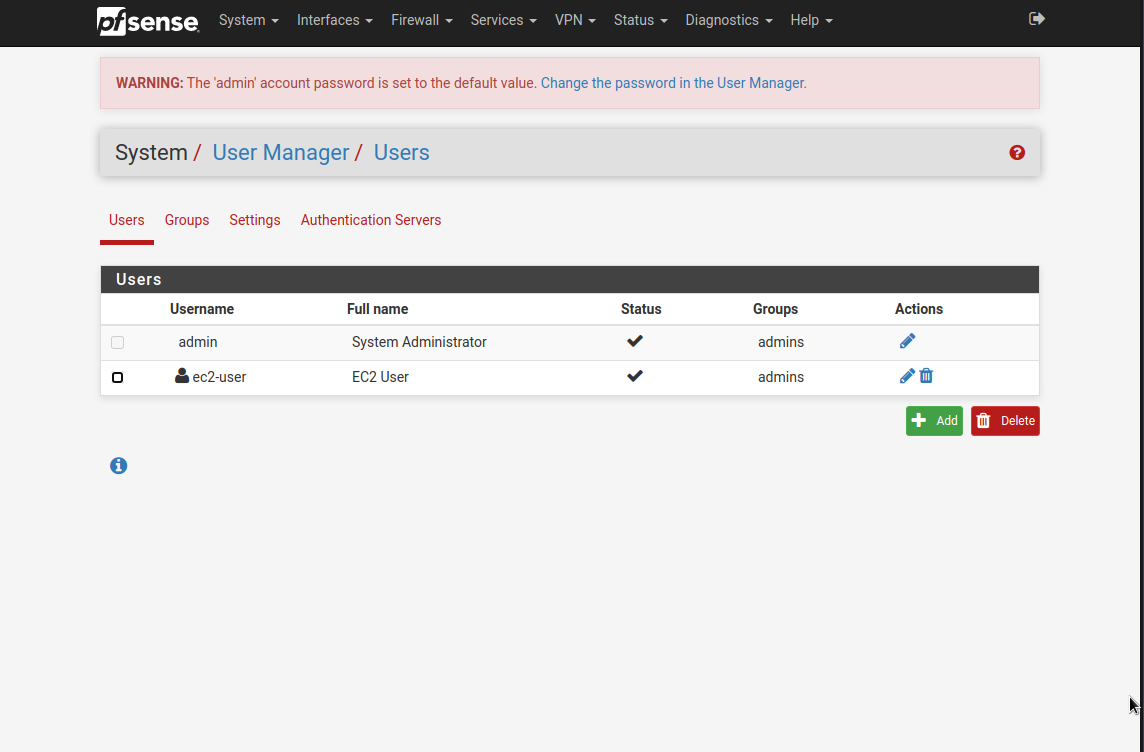 pfsense
System Interfaces Firewall Services VPN Status Diagnostics Help
WARNING: The 'admin' account password is set to the default value. Change the password in the User Manager.
System / User Manager / Users
Users Groups Settings Authentication Servers
Users
Username Full name Status Groups Actions
admin System Administrator admins
ec2-user EC2 User admins
Add Delete